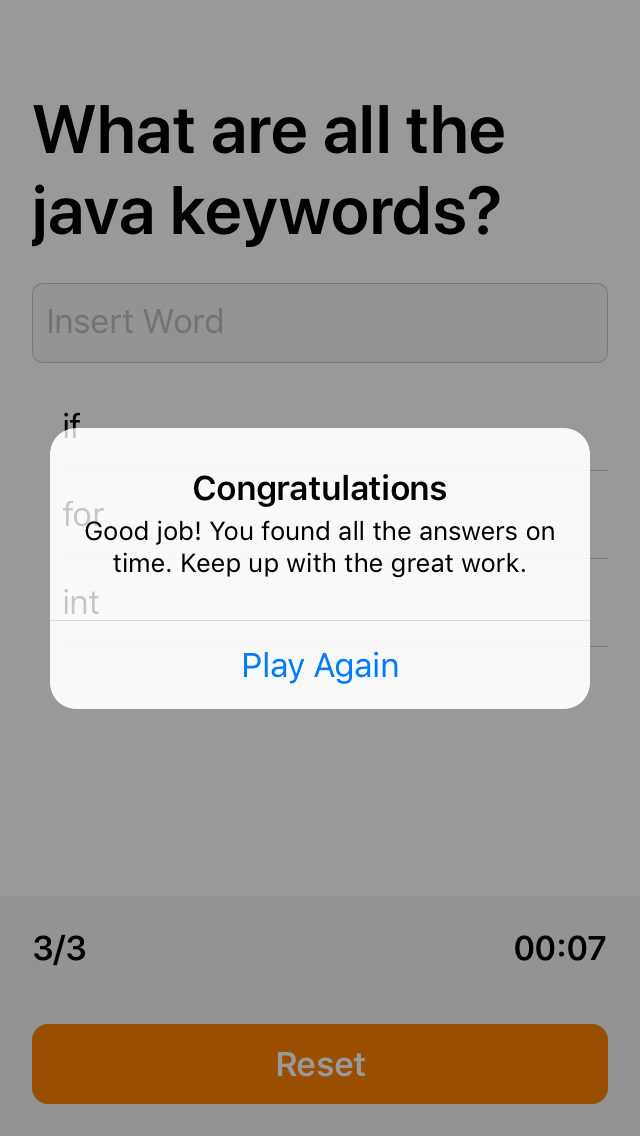 What are all the
java keywords?
Insert Word
if
Congratulations
for
Good job! You found all the answers on
time. Keep up with the great work.
int
Play Again
3/3
00:07
Reset